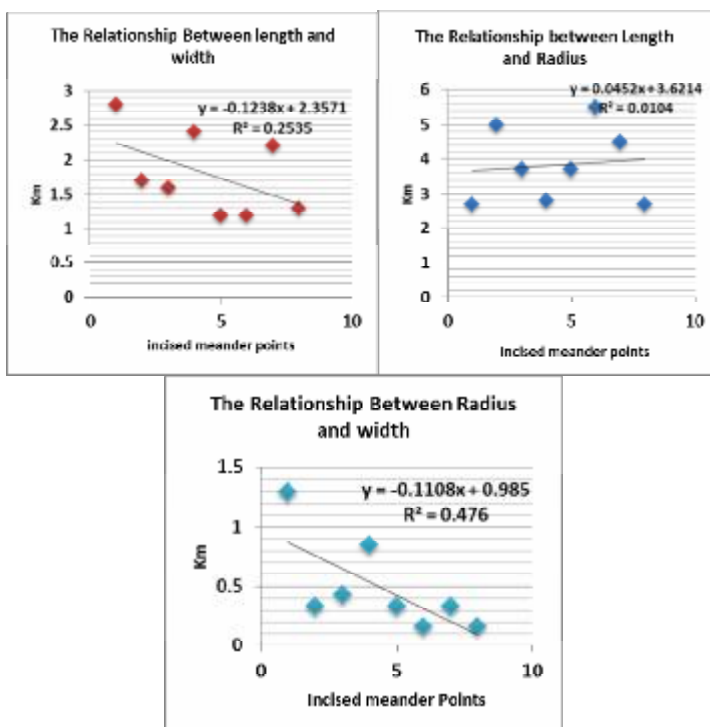 The Relationship Between length and
width
y = -0.1238x + 2.3571
R² = 0.2535
3
2.5
2
1.5
1
0.5
0
Km
0 5 10
incised meander points
The Relationship between Length
and Radius
y = 0.0452x + 3.6214
R² = 0.0104
6
5
4
3
2
1
0
Km
0 5 10
Incised meander points
The Relationship Between Radius
and width
y = -0.1108x + 0.985
R² = 0.476
1.5
1
0.5
0
Km
0 5 10
Incised meander Points